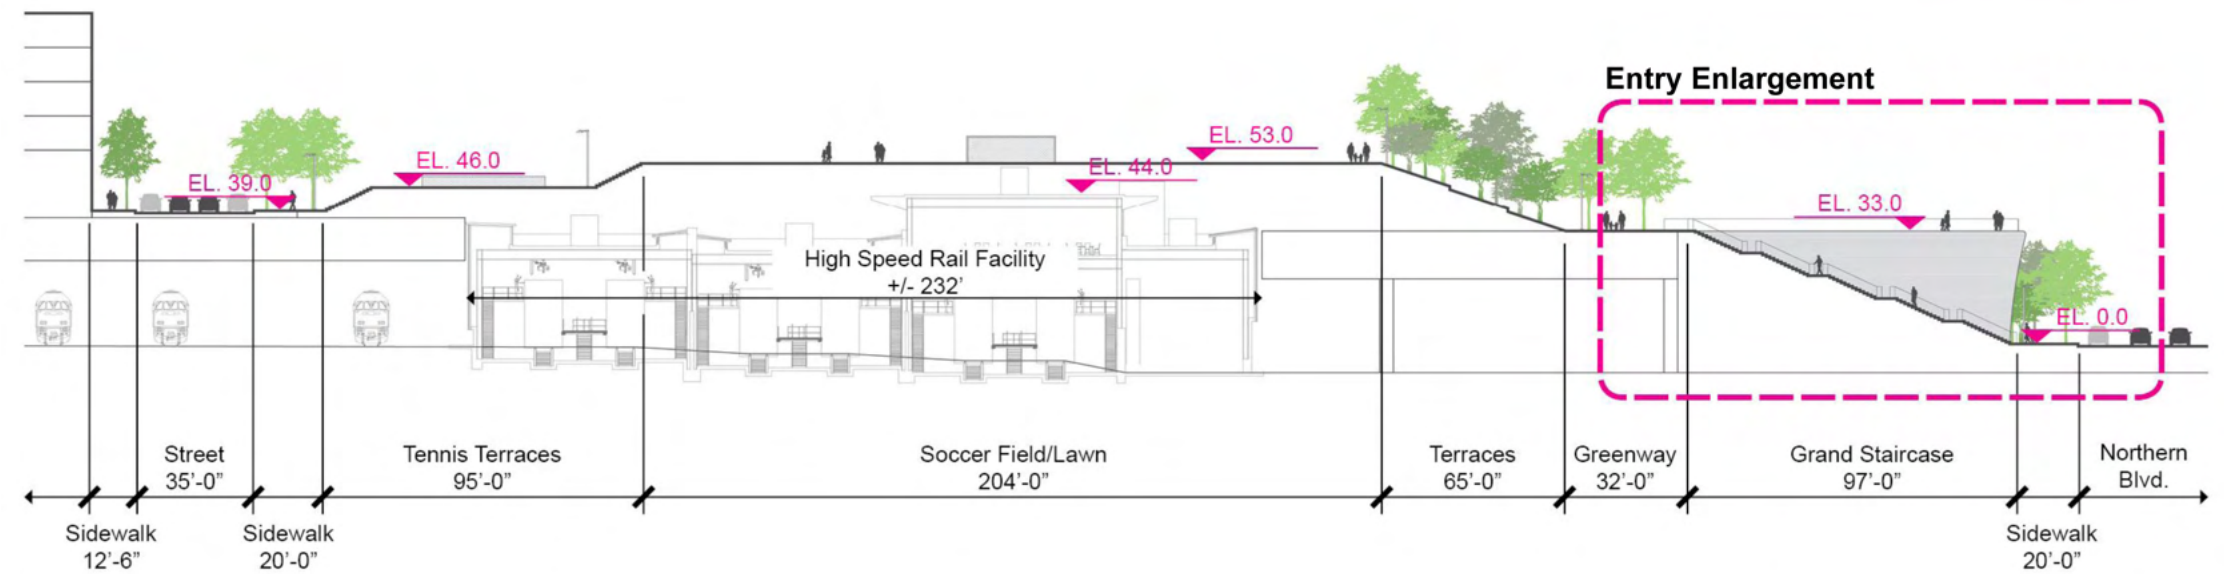 Entry Enlargement
EL. 39.0
EL. 46.0
EL. 44.0
EL. 53.0
EL. 33.0
EL. 0.0
High Speed Rail Facility
+/- 232’
Sidewalk
12’-6”
Street
35’-0”
Sidewalk
20’-0”
Tennis Terraces
95’-0”
Soccer Field/Lawn
204’-0”
Terraces
65’-0”
Greenway
32’-0”
Grand Staircase
97’-0”
Sidewalk
20’-0”
Northern
Blvd.